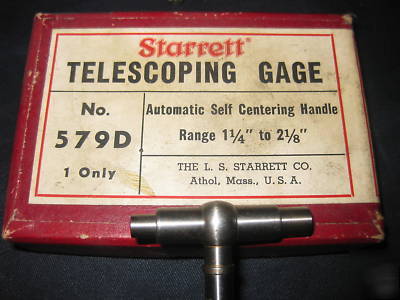 Starrett
TELESCOPING GAGE
No.
579D
1 Only
Automatic Self Centering Handle
Range 1¼" to 2⅛"
THE L. S. STARRETT CO.
Athol, Mass., U. S. A.